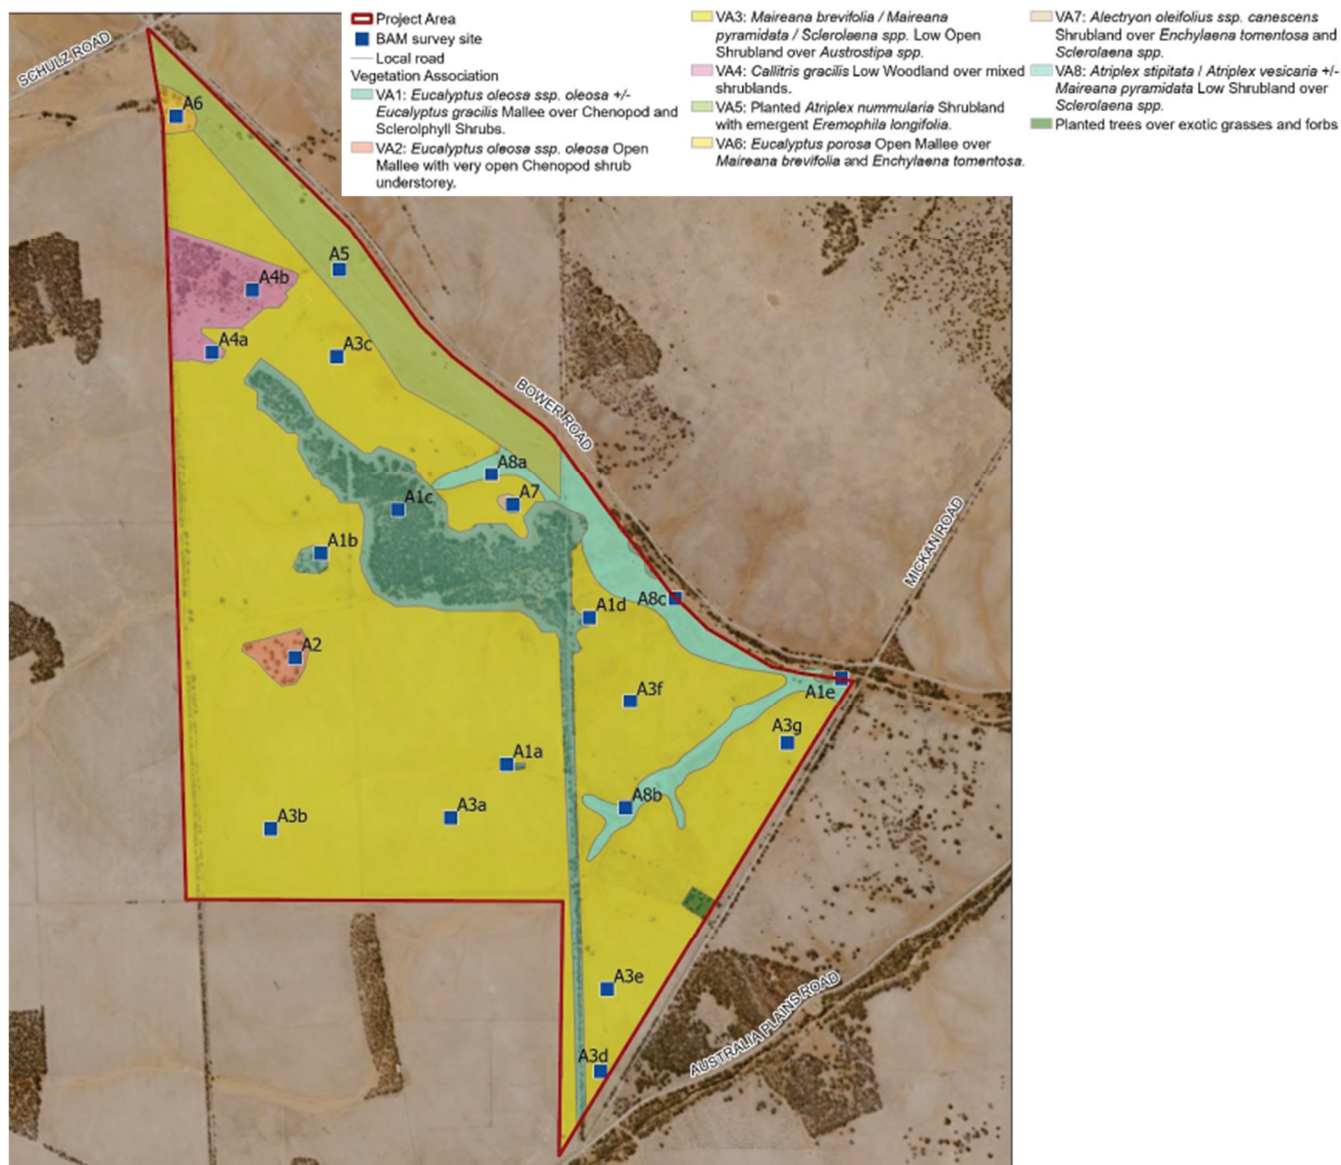 Project Area
BAM survey site
Local road
Vegetation Association
VA1: Eucalyptus oleosa ssp. oleosa +/-
Eucalyptus gracilis Mallee over Chenopod and
Sclerolphyll Shrubs.
VA2: Eucalyptus oleosa ssp. oleosa Open
Mallee with very open Chenopod shrub
understorey.
VA3: Maireana brevifolia / Maireana
pyramidata / Sclerolaena spp. Low Open
Shrubland over Austrostipa spp.
VA4: Callitris gracilis Low Woodland over mixed
shrublands.
VA5: Planted Atriplex nummularia Shrubland
with emergent Eremophila longifolia.
VA6: Eucalyptus porosa Open Mallee over
Maireana brevifolia and Enchylaena tomentosa.
VA7: Alectryon oleifolius ssp. canescens
Shrubland over Enchylaena tomentosa and
Sclerolaena spp.
VA8: Atriplex stipitata / Atriplex vesicaria +/-
Maireana pyramidata Low Shrubland over
Sclerolaena spp.
Planted trees over exotic grasses and forbs
SCHULZ ROAD
A6
A5
A4b
A4a
A3c
BOWER ROAD
A8a
A7
A1c
MICKAN ROAD
A1b
A1d
A8c
A2
A1e
A3f
A3g
A1a
A8b
A3a
A3b
A3e
AUSTRALIA PLAINS ROAD
A3d